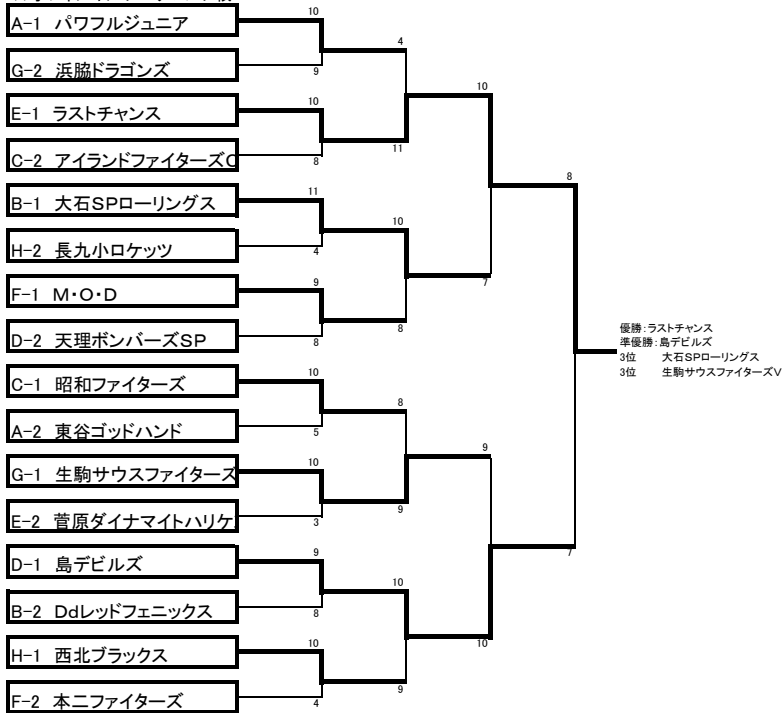 A-1 パワフルジュニア
G-2 浜脇ドラゴンズ
E-1 ラストチャンス
C-2 アイランドファイターズ
B-1 大石SPローリングス
H-2 長九小ロケッツ
F-1 M・O・D
D-2 天理ボンバーズSP
C-1 昭和ファイターズ
A-2 東谷ゴッドハンド
G-1 生駒サウスファイターズ
E-2 菅原ダイナマイトハリケ
D-1 島デビルズ
B-2 Ddレッドフェニックス
H-1 西北ブラックス
F-2 本二ファイターズ
10
9
10
8
11
4
9
8
10
5
10
3
9
8
10
4
4
11
10
8
8
9
10
9
10
7
9
10
8
7
優勝:ラストチャンス
準優勝:島デビルズ
3位 大石SPローリングス
3位 生駒サウスファイターズV